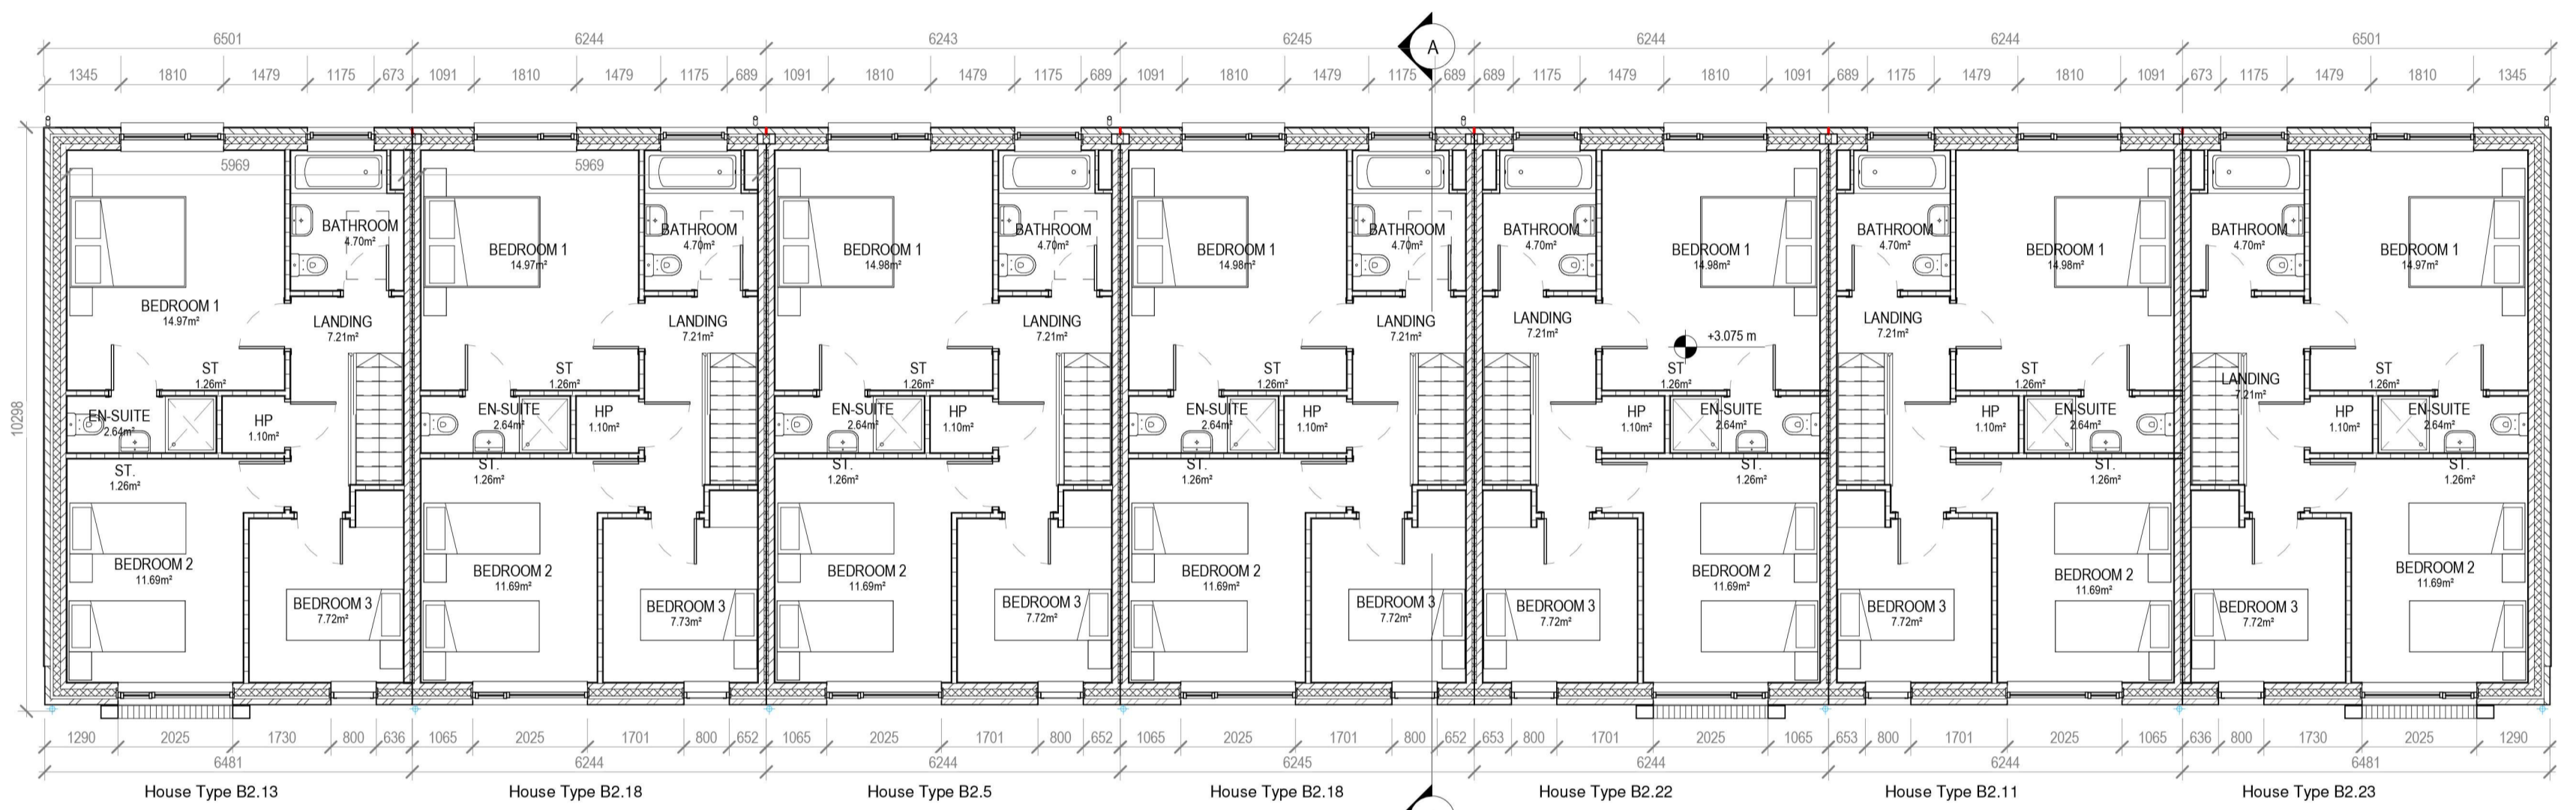 6501 6244 6243 6245 6244 6244 6501
A
1345 1810 1479 1175 673 1091 1810 1479 1175 689 1091 1810 1479 1175 689 1091 1810 1479 1175 689 689 1175 1479 1810 1091 689 1175 1479 1810 1091 673 1175 1479 1810 1345
10298
5969 5969
BEDROOM 1
14.97m²
BATHROOM
4.70m²
LANDING
7.21m²
ST
1.26m²
EN-SUITE
2.64m²
HP
1.10m²
ST.
1.26m²
BEDROOM 2
11.69m²
BEDROOM 3
7.72m²
BEDROOM 1
14.97m²
BATHROOM
4.70m²
LANDING
7.21m²
ST
1.26m²
EN-SUITE
2.64m²
HP
1.10m²
ST.
1.26m²
BEDROOM 2
11.69m²
BEDROOM 3
7.73m²
BEDROOM 1
14.98m²
BATHROOM
4.70m²
LANDING
7.21m²
ST
1.26m²
EN-SUITE
2.64m²
HP
1.10m²
ST.
1.26m²
BEDROOM 2
11.69m²
BEDROOM 3
7.72m²
BEDROOM 1
14.98m²
BATHROOM
4.70m²
LANDING
7.21m²
ST
1.26m²
EN-SUITE
2.64m²
HP
1.10m²
ST.
1.26m²
BEDROOM 2
11.69m²
BEDROOM 3
7.72m²
BATHROOM
4.70m²
BEDROOM 1
14.98m²
LANDING
7.21m²
+3.075 m
ST
1.26m²
HP
1.10m²
EN-SUITE
2.64m²
ST.
1.26m²
BEDROOM 2
11.69m²
BEDROOM 3
7.72m²
BATHROOM
4.70m²
BEDROOM 1
14.98m²
LANDING
7.21m²
ST
1.26m²
HP
1.10m²
EN-SUITE
2.64m²
ST.
1.26m²
BEDROOM 2
11.69m²
BEDROOM 3
7.72m²
BATHROOM
4.70m²
BEDROOM 1
14.97m²
LANDING
7.21m²
ST
1.26m²
HP
1.10m²
EN-SUITE
2.64m²
ST.
1.26m²
BEDROOM 2
11.69m²
BEDROOM 3
7.72m²
1290 2025 1730 800 636 1065 2025 1701 800 652 1065 2025 1701 800 652 1065 2025 1701 800 652 653 800 1701 2025 1065 653 800 1701 2025 1065 636 800 1730 2025 1290
6481 6244 6244 6245 6244 6244 6481
House Type B2.13 House Type B2.18 House Type B2.5 House Type B2.18 House Type B2.22 House Type B2.11 House Type B2.23